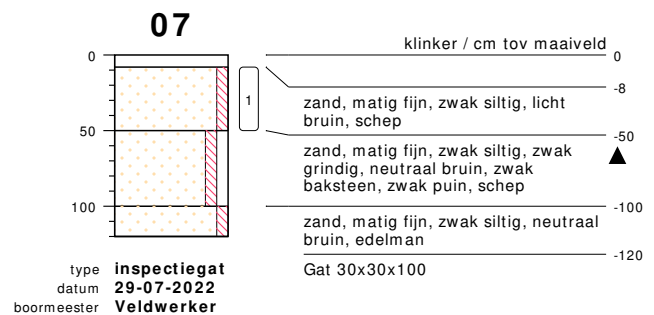 07
klinker / cm tov maaiveld
0
0
-8
1
zand, matig fijn, zwak siltig, licht
bruin, schep
50
-50
zand, matig fijn, zwak siltig, zwak
grindig, neutraal bruin, zwak
baksteen, zwak puin, schep
100
-100
zand, matig fijn, zwak siltig, neutraal
bruin, edelman
-120
Gat 30x30x100
type inspectiegat
datum 29-07-2022
boormeester Veldwerker